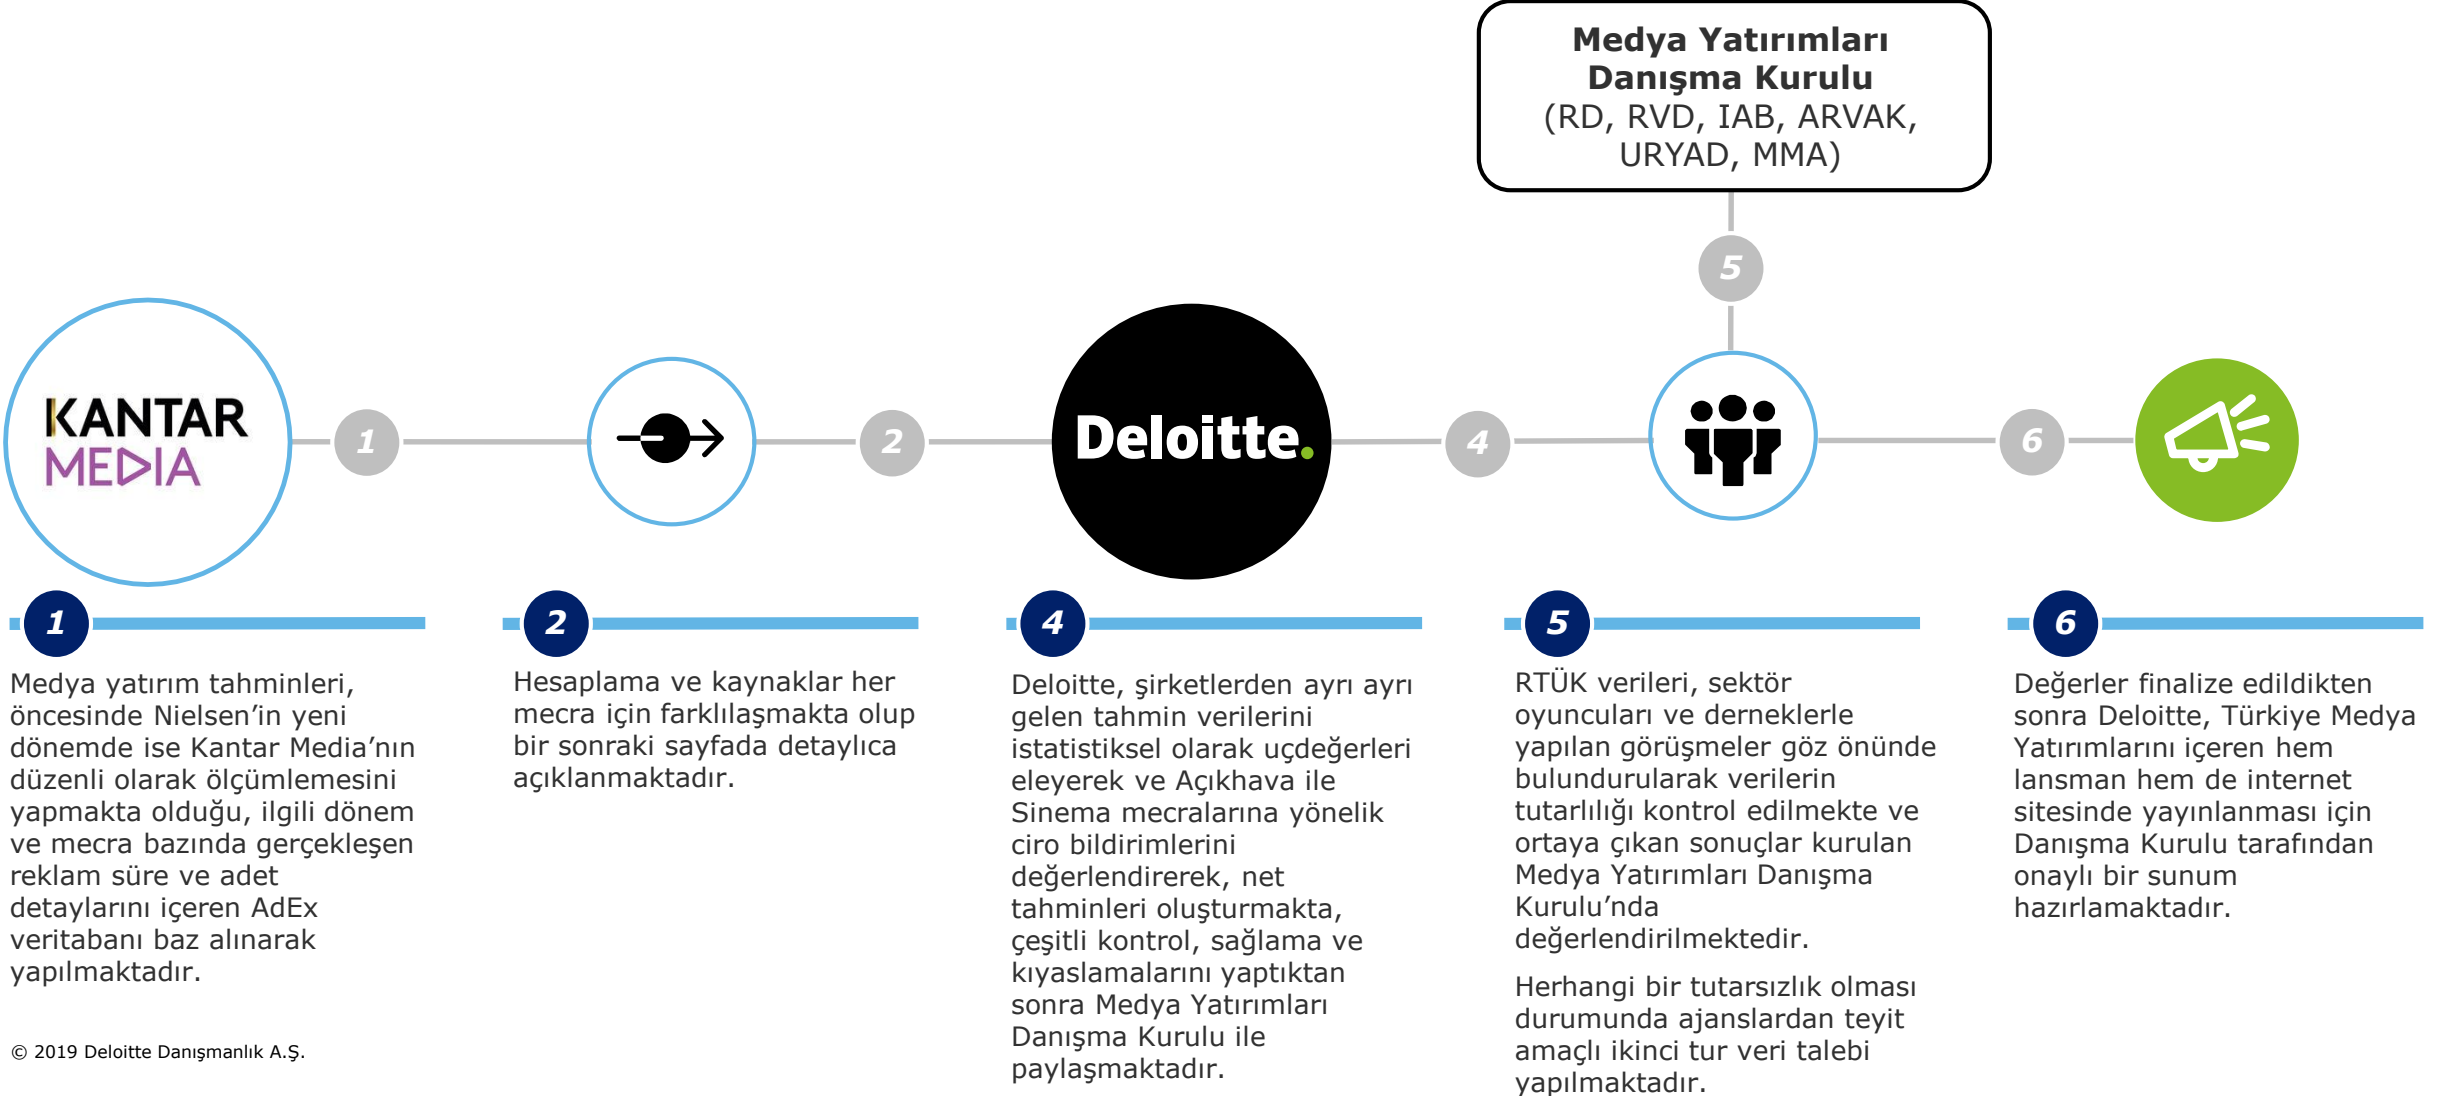 Medya Yatırımları
Danışma Kurulu
(RD, RVD, IAB, ARVAK,
URYAD, MMA)
5
KANTAR
MEDIA
1
2
Deloitte.
4
6
1
Medya yatırım tahminleri,
öncesinde Nielsen’in yeni
dönemde ise Kantar Media’nın
düzenli olarak ölçümlemesini
yapmakta olduğu, ilgili dönem
ve mecra bazında gerçekleşen
reklam süre ve adet
detaylarını içeren AdEx
veritabanı baz alınarak
yapılmaktadır.
2
Hesaplama ve kaynaklar her
mecra için farklılaşmakta olup
bir sonraki sayfada detaylıca
açıklanmaktadır.
4
Deloitte, şirketlerden ayrı ayrı
gelen tahmin verilerini
istatistiksel olarak uçdeğerleri
eleyerek ve Açıkhava ile
Sinema mecralarına yönelik
ciro bildirimlerini
değerlendirerek, net
tahminleri oluşturmakta,
çeşitli kontrol, sağlama ve
kıyaslamalarını yaptıktan
sonra Medya Yatırımları
Danışma Kurulu ile
paylaşmaktadır.
5
RTÜK verileri, sektör
oyuncuları ve derneklerle
yapılan görüşmeler göz önünde
bulundurularak verilerin
tutarlılığı kontrol edilmekte ve
ortaya çıkan sonuçlar kurulan
Medya Yatırımları Danışma
Kurulu’nda
değerlendirilmektedir.
Herhangi bir tutarsızlık olması
durumunda ajanslardan teyit
amaçlı ikinci tur veri talebi
yapılmaktadır.
6
Değerler finalize edildikten
sonra Deloitte, Türkiye Medya
Yatırımlarını içeren hem
lansman hem de internet
sitesinde yayınlanması için
Danışma Kurulu tarafından
onaylı bir sunum
hazırlamaktadır.
© 2019 Deloitte Danışmanlık A.Ş.